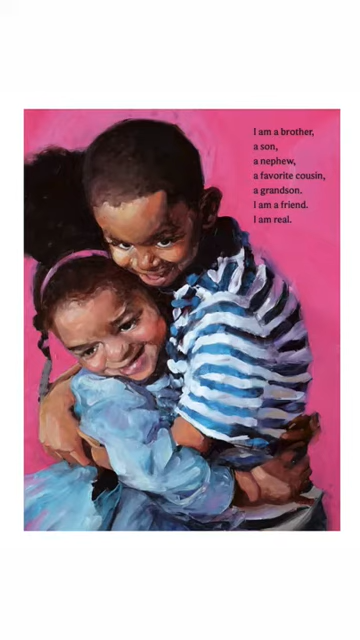 I am a brother,
a son,
a nephew,
a favorite cousin,
a grandson.
I am a friend.
I am real.